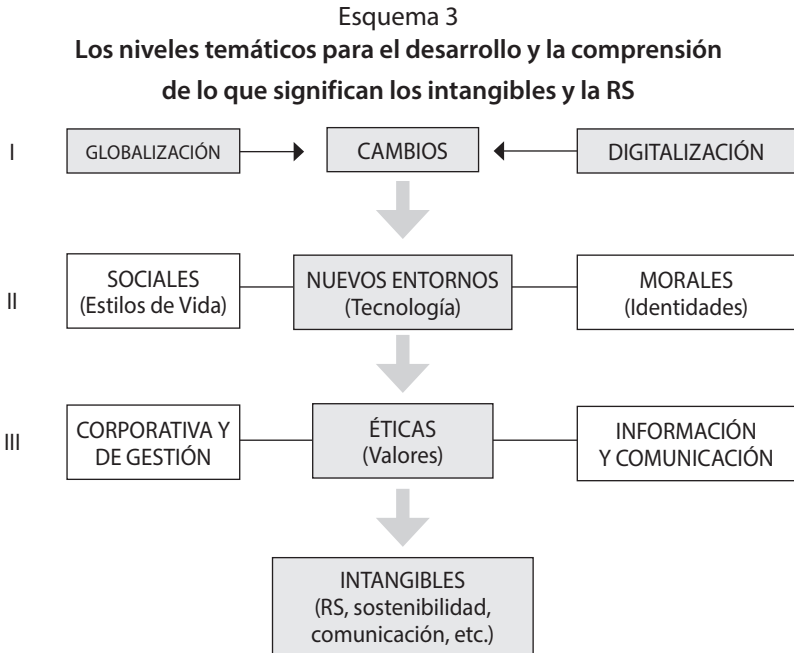 Esquema 3
Los niveles temáticos para el desarrollo y la comprensión
de lo que significan los intangibles y la RS
I
GLOBALIZACIÓN
CAMBIOS
DIGITALIZACIÓN
II
SOCIALES
(Estilos de Vida)
NUEVOS ENTORNOS
(Tecnología)
MORALES
(Identidades)
III
CORPORATIVA Y
DE GESTIÓN
ÉTICAS
(Valores)
INFORMACIÓN
Y COMUNICACIÓN
INTANGIBLES
(RS, sostenibilidad,
comunicación, etc.)